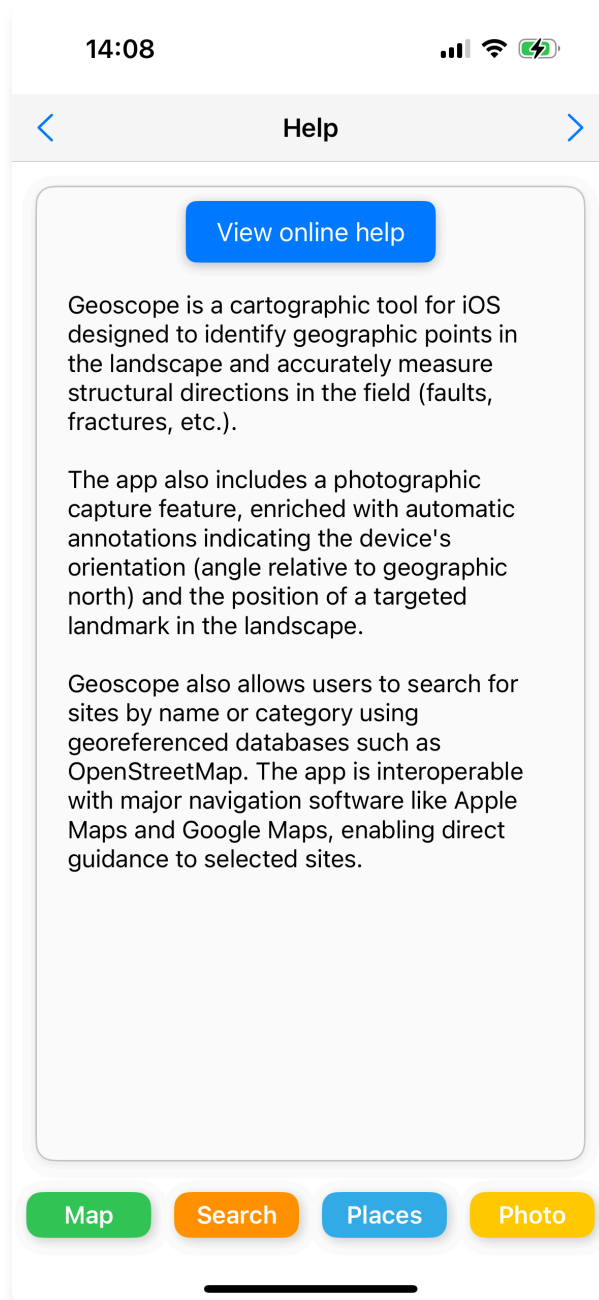 14:08
Help
View online help
Geoscope is a cartographic tool for iOS
designed to identify geographic points in
the landscape and accurately measure
structural directions in the field (faults,
fractures, etc.).
The app also includes a photographic
capture feature, enriched with automatic
annotations indicating the device's
orientation (angle relative to geographic
north) and the position of a targeted
landmark in the landscape.
Geoscope also allows users to search for
sites by name or category using
georeferenced databases such as
OpenStreetMap. The app is interoperable
with major navigation software like Apple
Maps and Google Maps, enabling direct
guidance to selected sites.
Map Search Places Photo